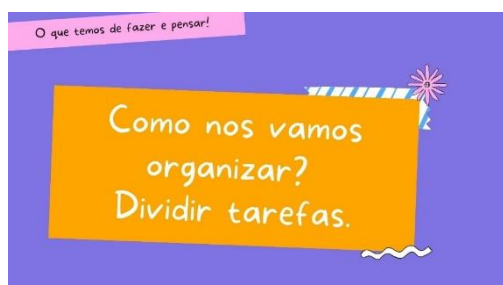 O que temos de fazer e pensar!
Como nos vamos
organizar?
Dividir tarefas.